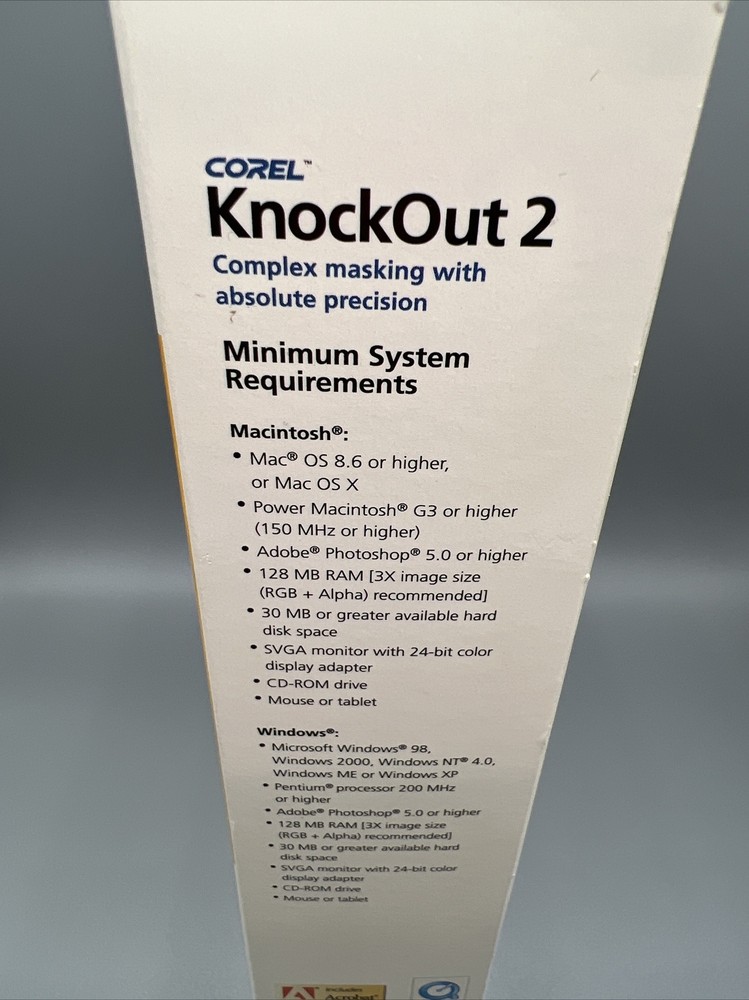 COREL™
KnockOut 2
Complex masking with
absolute precision
Minimum System
Requirements
Macintosh®:
• Mac® OS 8.6 or higher,
or Mac OS X
• Power Macintosh® G3 or higher
(150 MHz or higher)
• Adobe® Photoshop® 5.0 or higher
• 128 MB RAM [3X image size
(RGB + Alpha) recommended]
• 30 MB or greater available hard
disk space
• SVGA monitor with 24-bit color
display adapter
• CD-ROM drive
• Mouse or tablet
Windows®:
• Microsoft Windows® 98,
Windows 2000, Windows NT® 4.0,
Windows ME or Windows XP
• Pentium® processor 200 MHz
or higher
• Adobe® Photoshop® 5.0 or higher
• 128 MB RAM [3X image size
(RGB + Alpha) recommended]
• 30 MB or greater available hard
disk space
• SVGA monitor with 24-bit color
display adapter
• CD-ROM drive
• Mouse or tablet
Includes
Acrobat